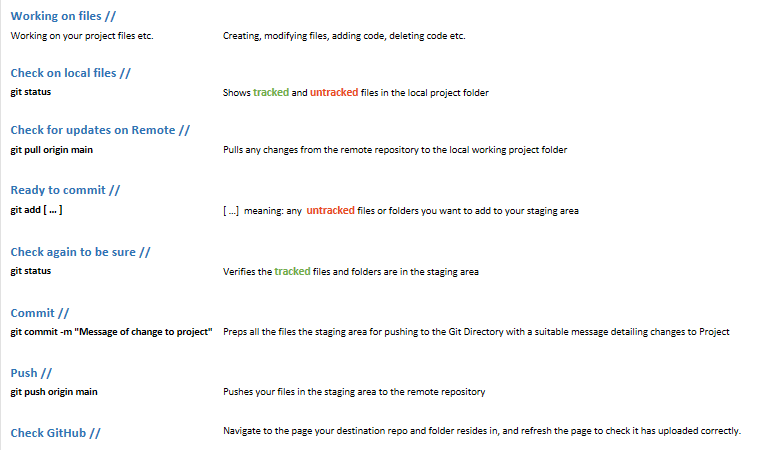 Working on files //
Working on your project files etc. Creating, modifying files, adding code, deleting code etc.
Check on local files //
git status Shows tracked and untracked files in the local project folder
Check for updates on Remote //
git pull origin main Pulls any changes from the remote repository to the local working project folder
Ready to commit //
git add [ ... ] [ ...] meaning: any untracked files or folders you want to add to your staging area
Check again to be sure //
git status Verifies the tracked files and folders are in the staging area
Commit //
git commit -m "Message of change to project" Preps all the files the staging area for pushing to the Git Directory with a suitable message detailing changes to Project
Push //
git push origin main Pushes your files in the staging area to the remote repository
Check GitHub // Navigate to the page your destination repo and folder resides in, and refresh the page to check it has uploaded correctly.